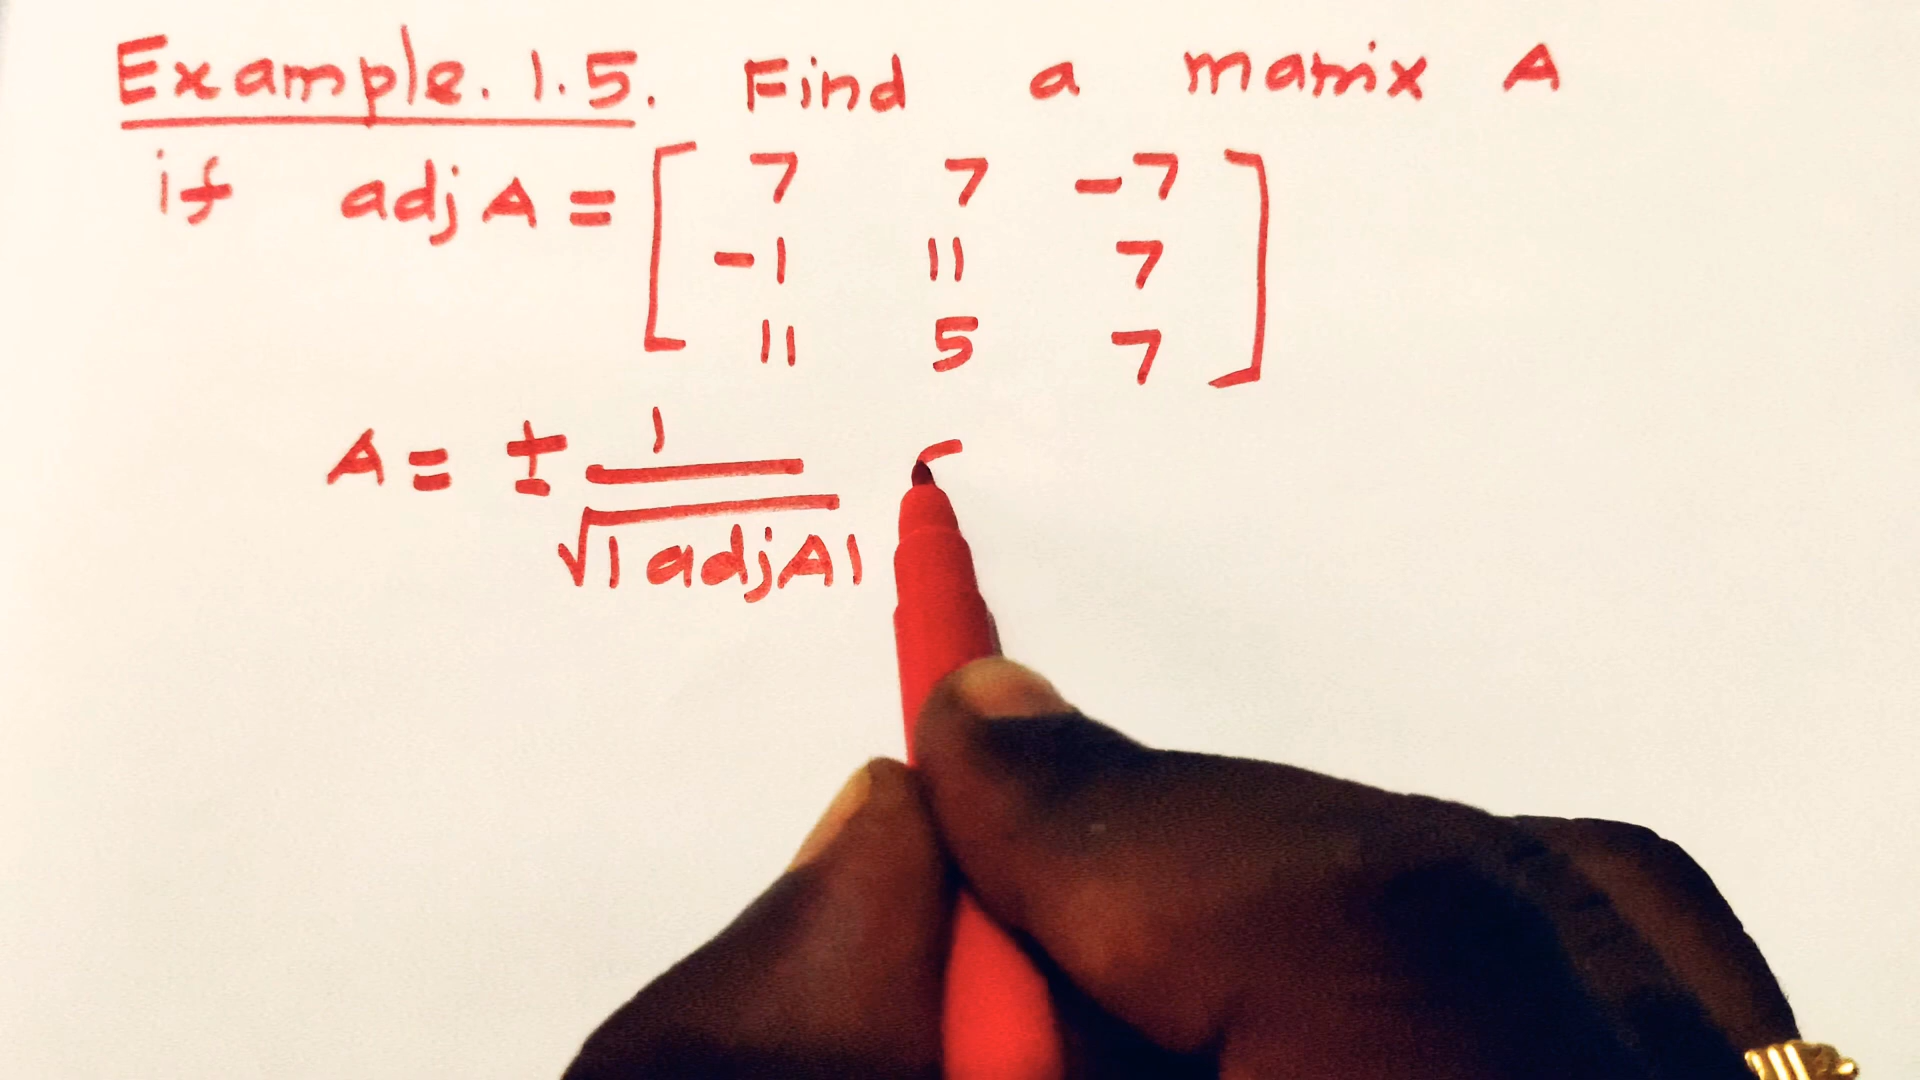 Example. 1.5. Find a matrix A
if adj A = [ 7 7 -7
-1 11 7
11 5 7 ]
A = ± 1
√|adjA|